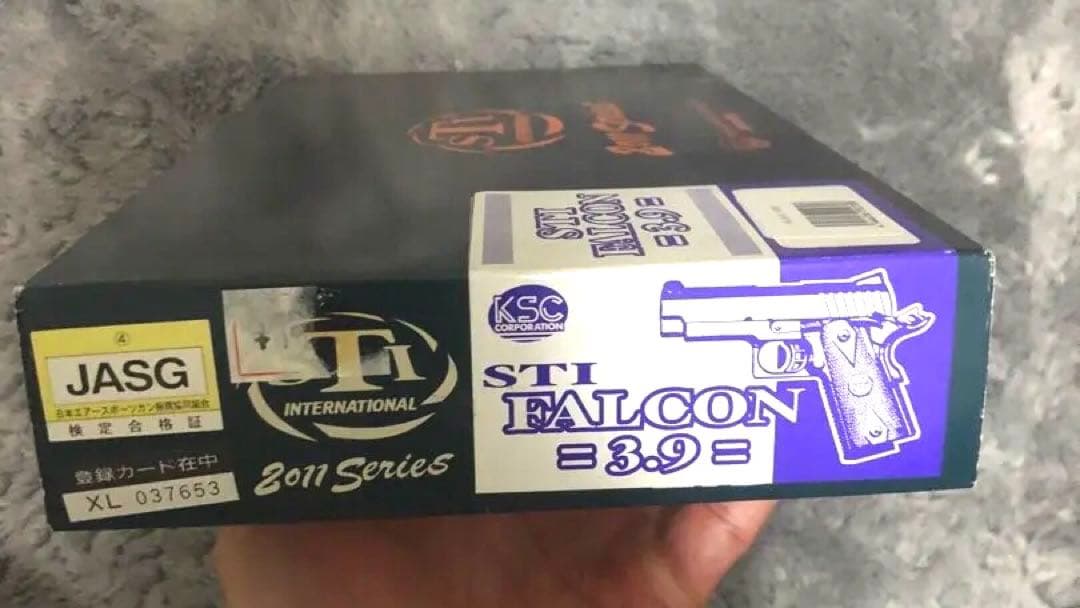 STI
STI
FALCON
=3.9=
④
JASG
日本エアースポーツガン振興協同組合
検定合格証
登録カード在中
XL 037653
STI
INTERNATIONAL
2011 Series
KSC
CORPORATION
STI
FALCON
=3.9=